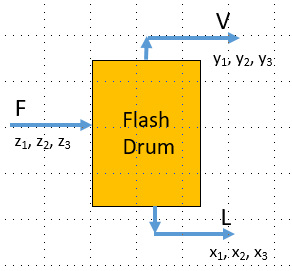 V
y₁, y₂, y₃
F
z₁, z₂, z₃
Flash
Drum
L
x₁, x₂, x₃